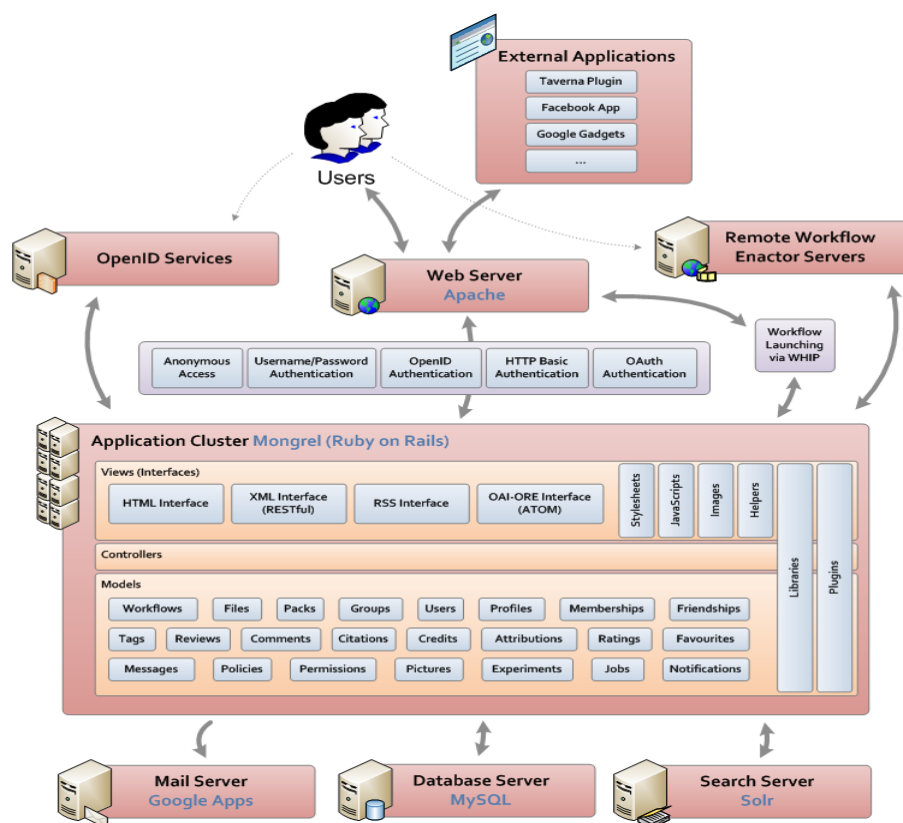 External Applications
Taverna Plugin
Facebook App
Google Gadgets
...
Users
OpenID Services
Web Server
Apache
Remote Workflow
Enactor Servers
Workflow
Launching
via WHIP
Anonymous
Access
Username/Password
Authentication
OpenID
Authentication
HTTP Basic
Authentication
OAuth
Authentication
Application Cluster Mongrel (Ruby on Rails)
Views (Interfaces)
HTML Interface
XML Interface
(RESTful)
RSS Interface
OAI-ORE Interface
(ATOM)
Stylesheets
JavaScripts
Images
Helpers
Libraries
Plugins
Controllers
Models
Workflows Files Packs Groups Users Profiles Memberships Friendships
Tags Reviews Comments Citations Credits Attributions Ratings Favourites
Messages Policies Permissions Pictures Experiments Jobs Notifications
Mail Server
Google Apps
Database Server
MySQL
Search Server
Solr